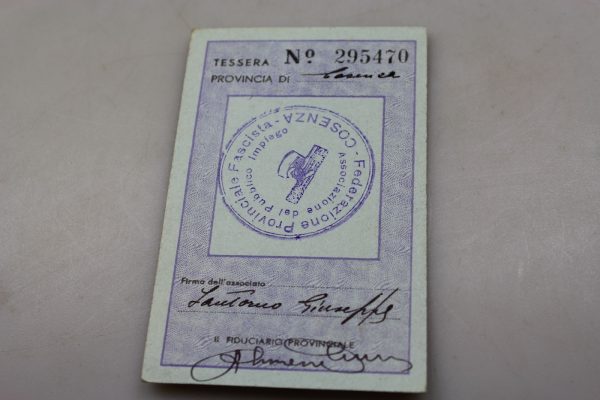 TESSERA Nº 295470
PROVINCIA DI Cosenza
Federazione Provinciale Fascista - COSENZA -
Associazione del Pubblico Impiego
Firma dell'associato
Santorno Giuseppe
IL FIDUCIARIO PROVINCIALE